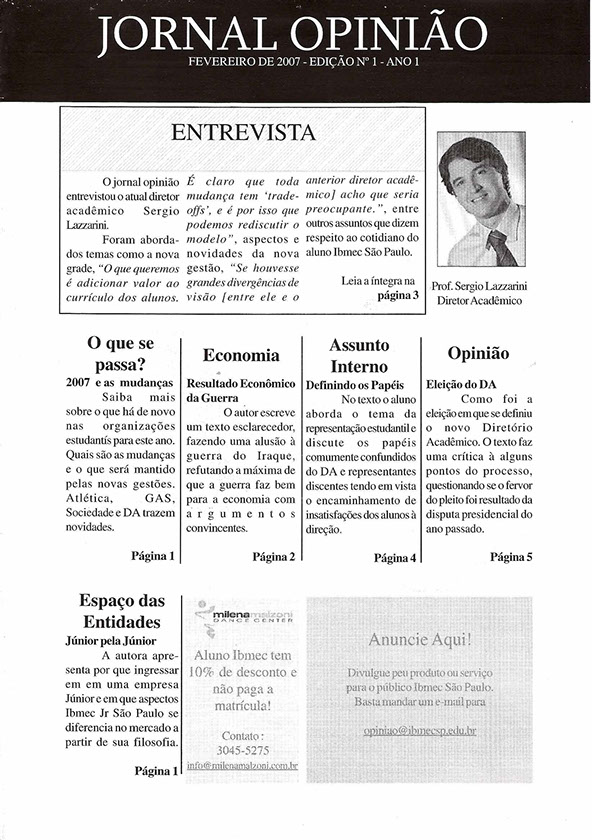 JORNAL OPINIÃO
FEVEREIRO DE 2007 - EDIÇÃO Nº 1 - ANO 1
ENTREVISTA
O jornal opinião
entrevistou o atual diretor
acadêmico Sergio
Lazzarini.
Foram aborda-
dos temas como a nova
grade, “O que queremos
é adicionar valor ao
currículo dos alunos.
É claro que toda
mudança tem ‘trade-
offs’, e é por isso que
podemos rediscutir o
modelo”, aspectos e
novidades da nova
gestão, “Se houvesse
grandes divergências de
visão [entre ele e o
anterior diretor acadê-
mico] acho que seria
preocupante.”, entre
outros assuntos que dizem
respeito ao cotidiano do
aluno Ibmec São Paulo.
Leia a íntegra na
página 3
Prof. Sergio Lazzarini
Diretor Acadêmico
O que se
passa?
2007 e as mudanças
Saiba mais
sobre o que há de novo
nas organizações
estudantís para este ano.
Quais são as mudanças
e o que será mantido
pelas novas gestões.
Atlética, GAS,
Sociedade e DA trazem
novidades.
Página 1
Economia
Resultado Econômico
da Guerra
O autor escreve
um texto esclarecedor,
fazendo uma alusão à
guerra do Iraque,
refutando a máxima de
que a guerra faz bem
para a economia com
argumentos
convincentes.
Página 2
Assunto
Interno
Definindo os Papéis
No texto o aluno
aborda o tema da
representação estudantil e
discute os papéis
comumente confundidos
do DA e representantes
discentes tendo em vista
o encaminhamento de
insatisfações dos alunos à
direção.
Página 4
Opinião
Eleição do DA
Como foi a
eleição em que se definiu
o novo Diretório
Acadêmico. O texto faz
uma crítica à alguns
pontos do processo,
questionando se o fervor
do pleito foi resultado da
disputa presidencial do
ano passado.
Página 5
Espaço das
Entidades
Júnior pela Júnior
A autora apre-
senta por que ingressar
em em uma empresa
Júnior e em que aspectos
Ibmec Jr São Paulo se
diferencia no mercado a
partir de sua filosofia.
Página 1
milenamalzoni
DANCE CENTER
Aluno Ibmec tem
10% de desconto e
não paga a
matrícula!
Contato :
3045-5275
info@milenamalzoni.com.br
Anuncie Aqui!
Divulgue peu produto ou serviço
para o público Ibmec São Paulo.
Basta mandar um e-mail para
opiniao@ibmecsp.edu.br